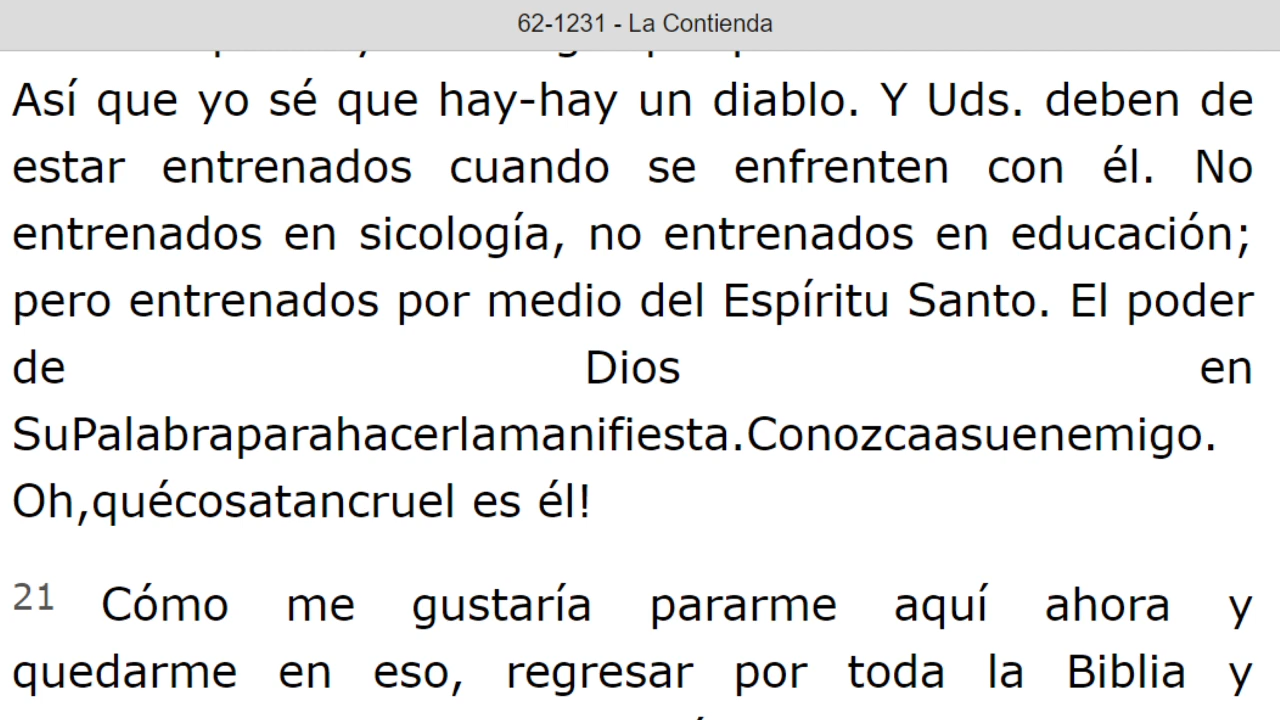 62-1231 - La Contienda
Así que yo sé que hay-hay un diablo. Y Uds. deben de
estar entrenados cuando se enfrenten con él. No
entrenados en sicología, no entrenados en educación;
pero entrenados por medio del Espíritu Santo. El poder
de Dios en
SuPalabraparahacerlamanifiesta.Conozcaasuenemigo.
Oh,quécosatancruel es él!
21 Cómo me gustaría pararme aquí ahora y
quedarme en eso, regresar por toda la Biblia y